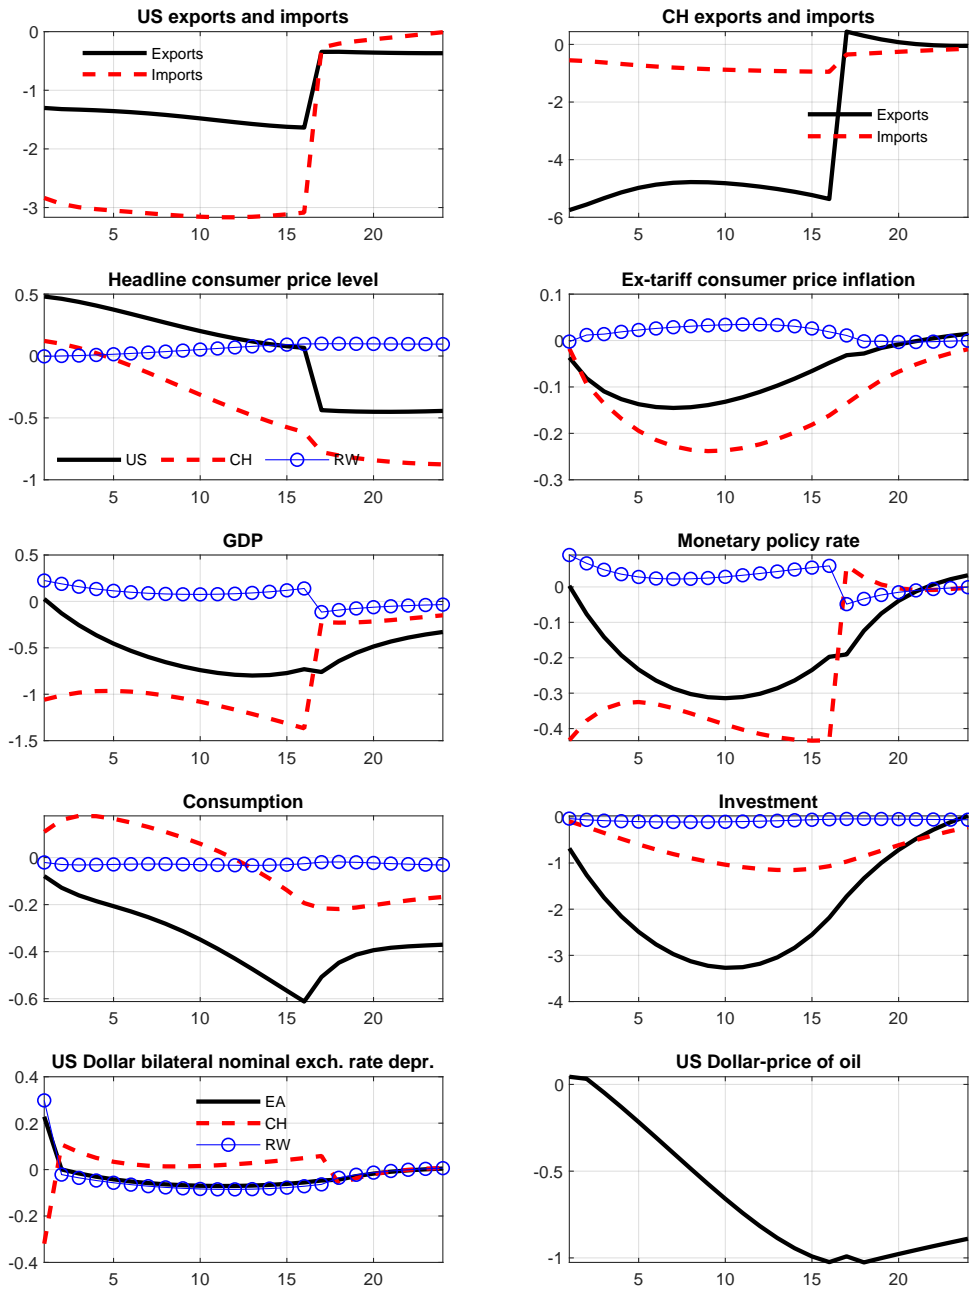 US exports and imports
0
-1
-2
-3
Exports
Imports
5 10 15 20
CH exports and imports
0
-2
-4
-6
Exports
Imports
5 10 15 20
Headline consumer price level
0.5
0
-0.5
-1
US CH RW
5 10 15 20
Ex-tariff consumer price inflation
0.1
0
-0.1
-0.2
-0.3
5 10 15 20
GDP
0.5
0
-0.5
-1
-1.5
5 10 15 20
Monetary policy rate
0
-0.1
-0.2
-0.3
-0.4
5 10 15 20
Consumption
0
-0.2
-0.4
-0.6
5 10 15 20
Investment
0
-1
-2
-3
-4
5 10 15 20
US Dollar bilateral nominal exch. rate depr.
0.4
0.2
0
-0.2
-0.4
EA
CH
RW
5 10 15 20
US Dollar-price of oil
0
-0.5
-1
5 10 15 20